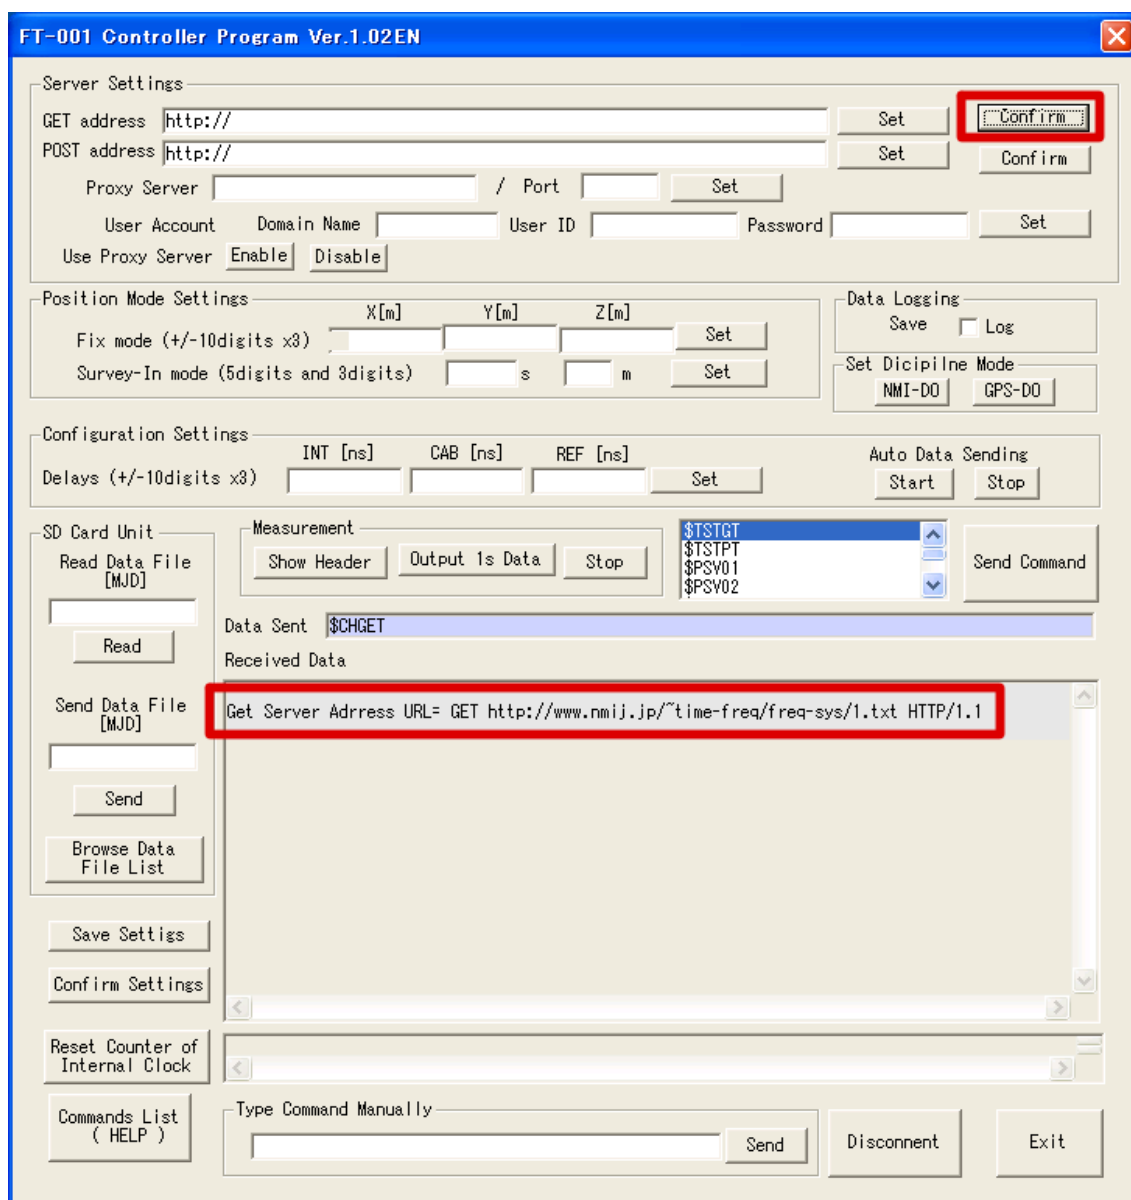 FT-001 Controller Program Ver.1.02EN
Server Settings
GET address http:// Set Confirm
POST address http:// Set Confirm
Proxy Server / Port Set
User Account Domain Name User ID Password Set
Use Proxy Server Enable Disable
Position Mode Settings
X[m] Y[m] Z[m]
Fix mode (+/-10digits x3) Set
Survey-In mode (5digits and 3digits) s m Set
Data Logging
Save Log
Set Dicipilne Mode
NMI-DO GPS-DO
Configuration Settings
INT [ns] CAB [ns] REF [ns]
Delays (+/-10digits x3) Set
Auto Data Sending
Start Stop
SD Card Unit
Read Data File
[MJD]
Read
Send Data File
[MJD]
Send
Browse Data
File List
Measurement
Show Header Output 1s Data Stop
$TSTGT
$TSTPT
$PSV01
$PSV02
Send Command
Data Sent $CHGET
Received Data
Get Server Adrress URL= GET http://www.nmij.jp/~time-freq/freq-sys/1.txt HTTP/1.1
Save Settigs
Confirm Settings
Reset Counter of
Internal Clock
Commands List
( HELP )
Type Command Manually
Send
Disconnent
Exit